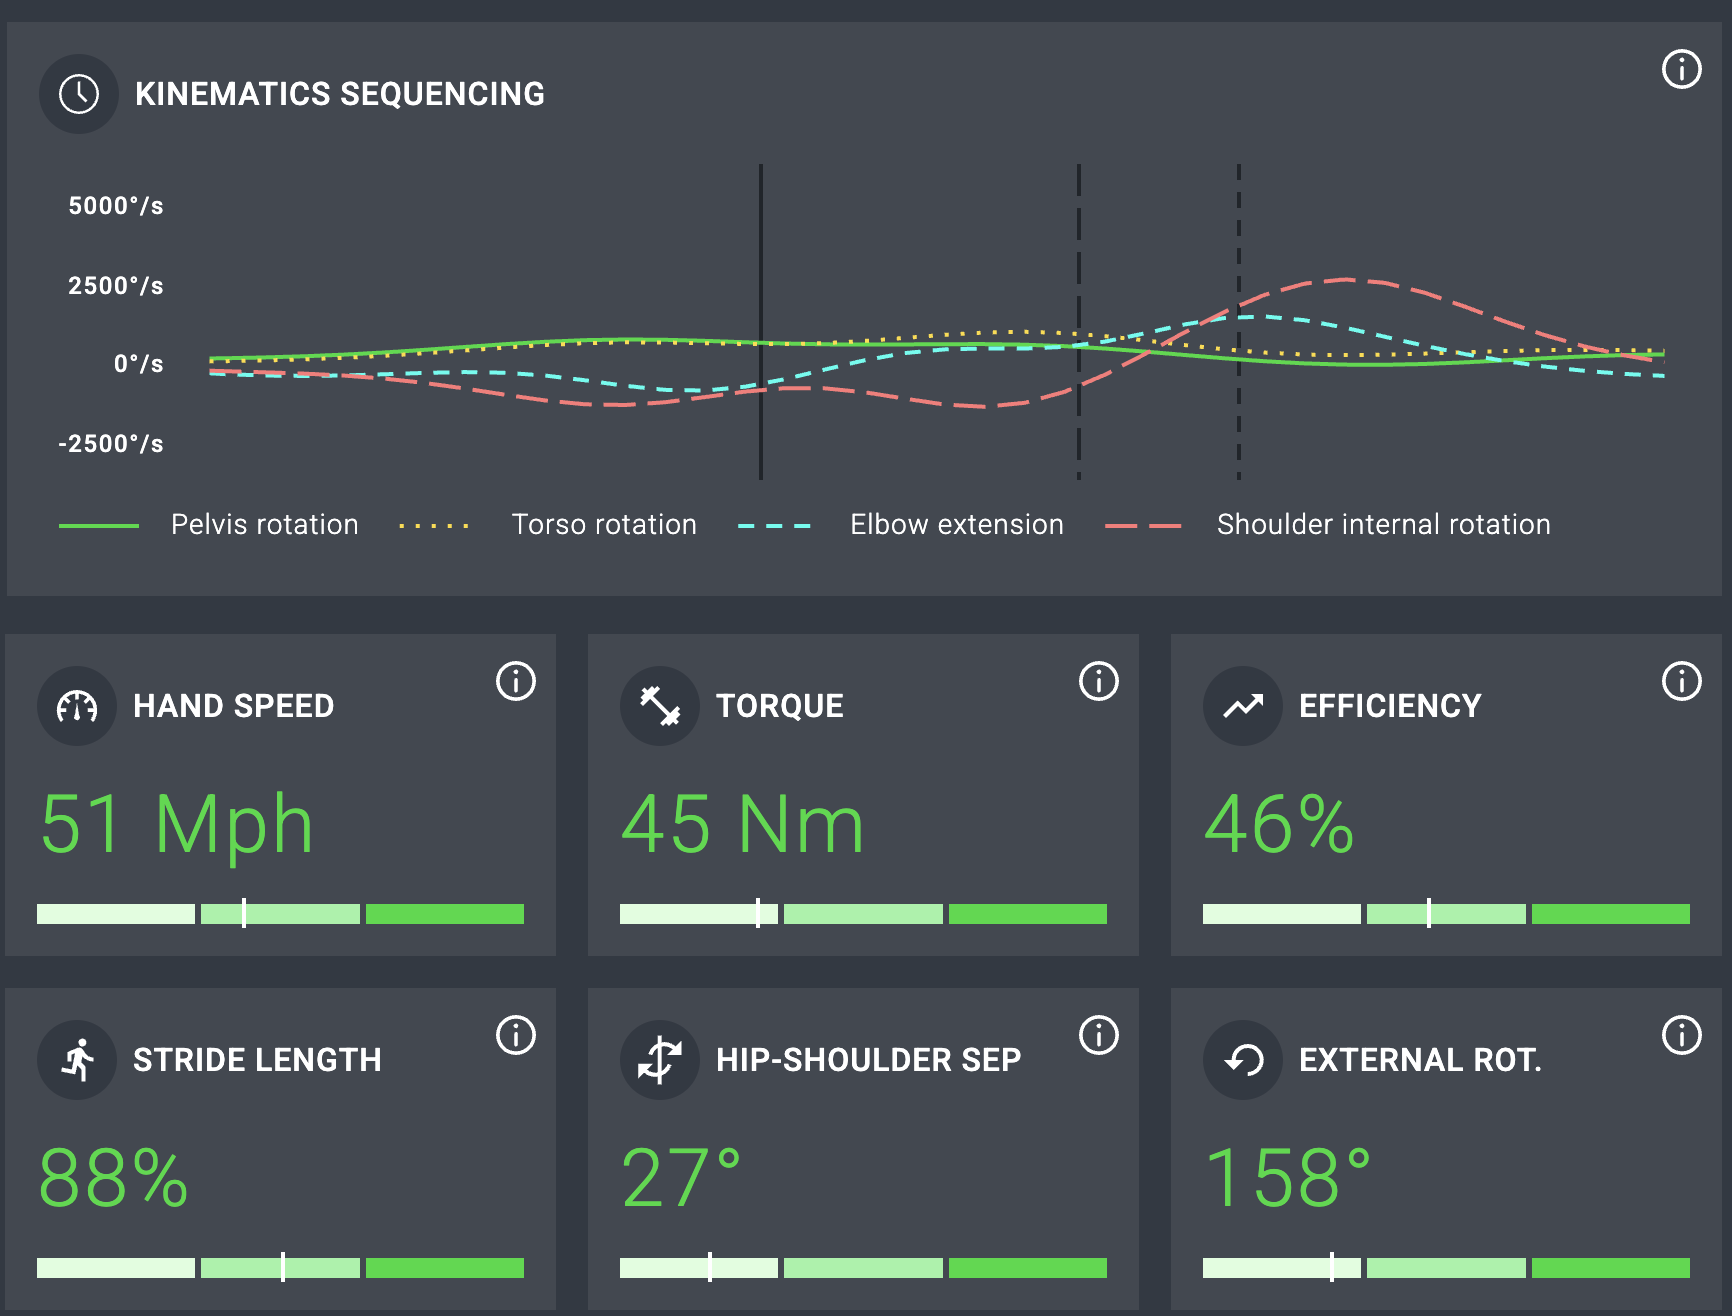 KINEMATICS SEQUENCING
5000°/s
2500°/s
0°/s
-2500°/s
Pelvis rotation Torso rotation Elbow extension Shoulder internal rotation
HAND SPEED
51 Mph
TORQUE
45 Nm
EFFICIENCY
46%
STRIDE LENGTH
88%
HIP-SHOULDER SEP
27°
EXTERNAL ROT.
158°